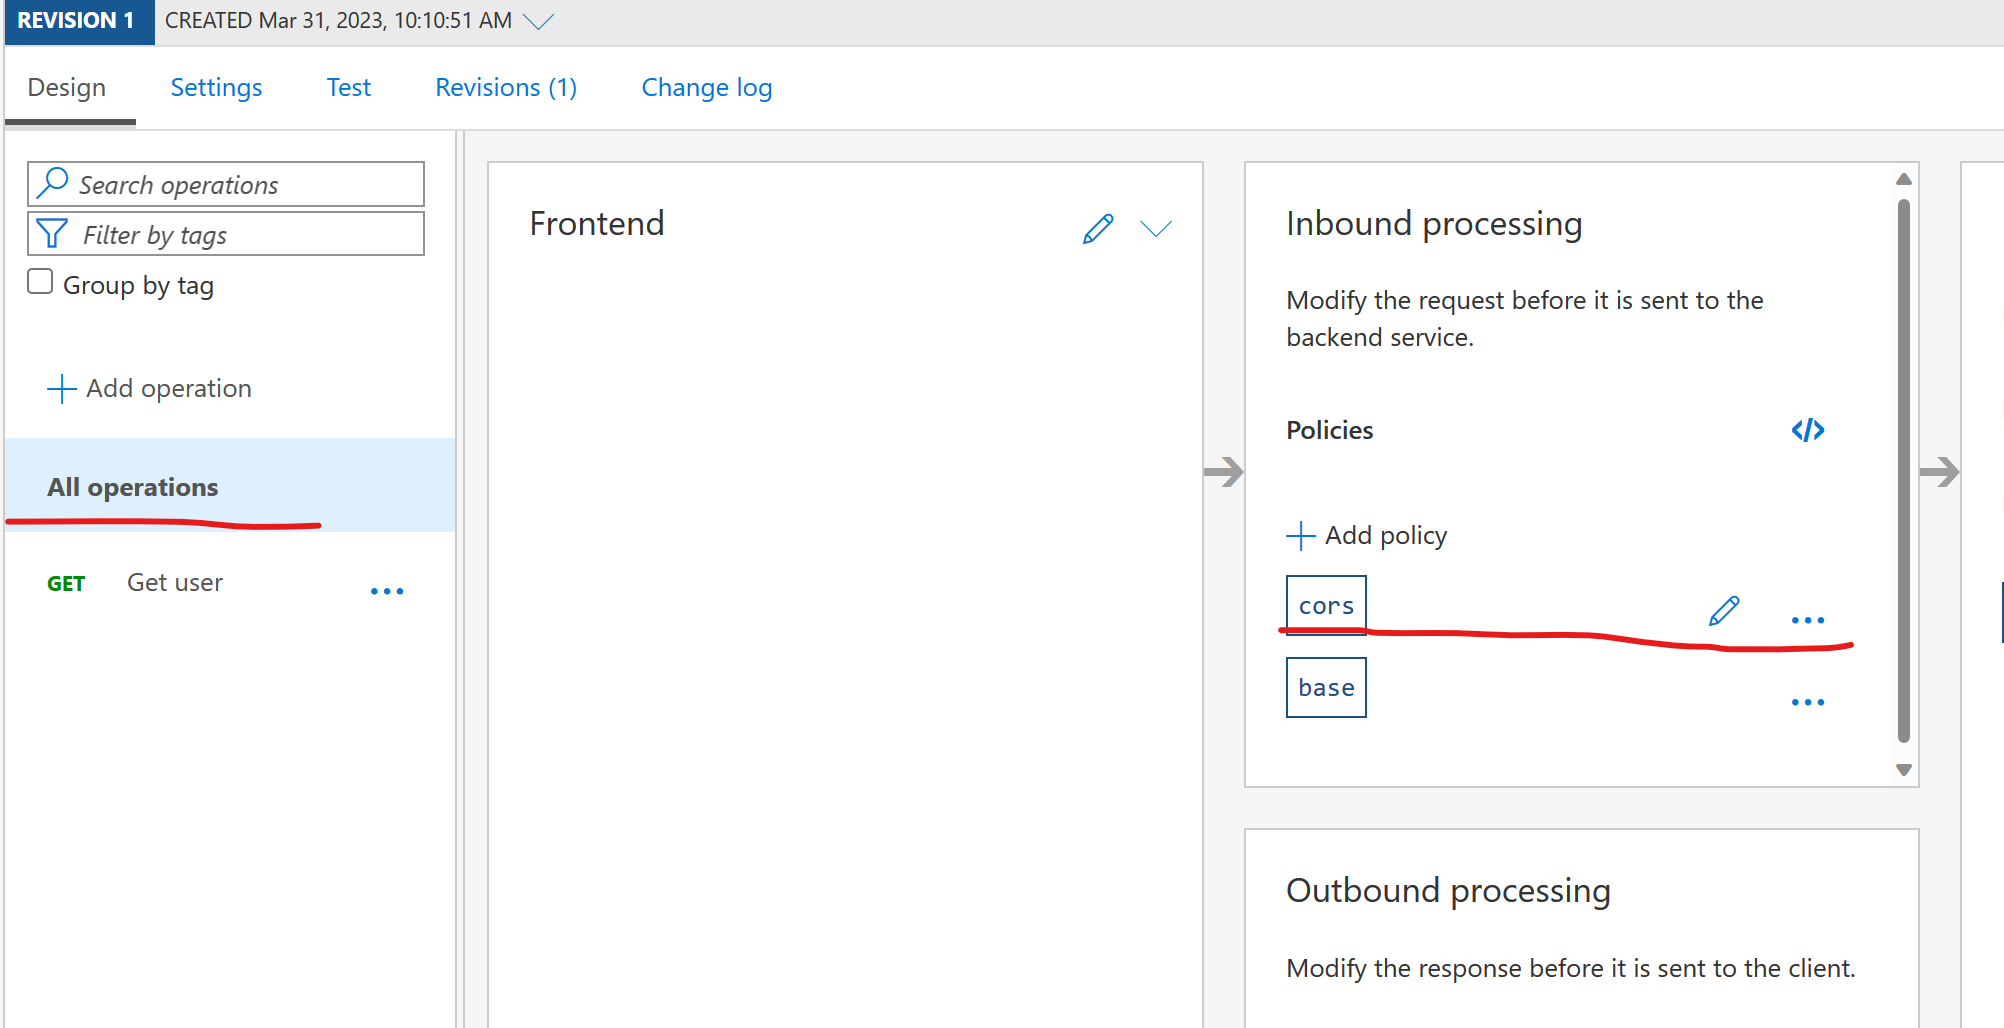 REVISION 1 CREATED Mar 31, 2023, 10:10:51 AM
Design Settings Test Revisions (1) Change log
Search operations
Filter by tags
Group by tag
Add operation
All operations
GET Get user
Frontend
Inbound processing
Modify the request before it is sent to the
backend service.
Policies </>
Add policy
cors
base
Outbound processing
Modify the response before it is sent to the client.